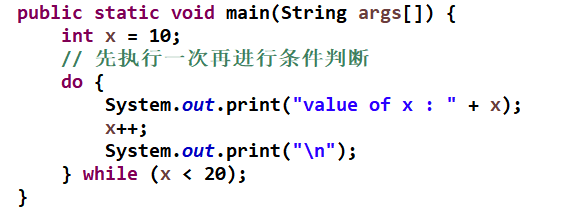 public static void main(String args[]) {
    int x = 10;
    // 先执行一次再进行条件判断
    do {
        System.out.print("value of x : " + x);
        x++;
        System.out.print("\n");
    } while (x < 20);
}